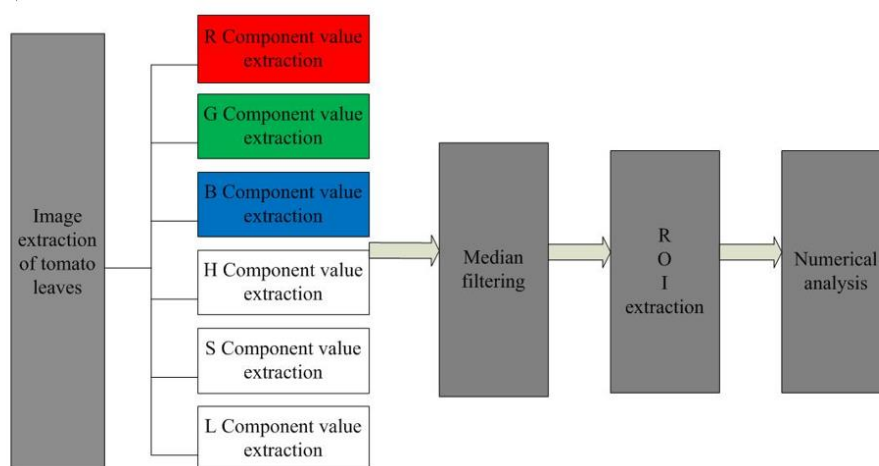 Image
extraction
of tomato
leaves
R Component value
extraction
G Component value
extraction
B Component value
extraction
H Component value
extraction
S Component value
extraction
L Component value
extraction
Median
filtering
R
O
I
extraction
Numerical
analysis